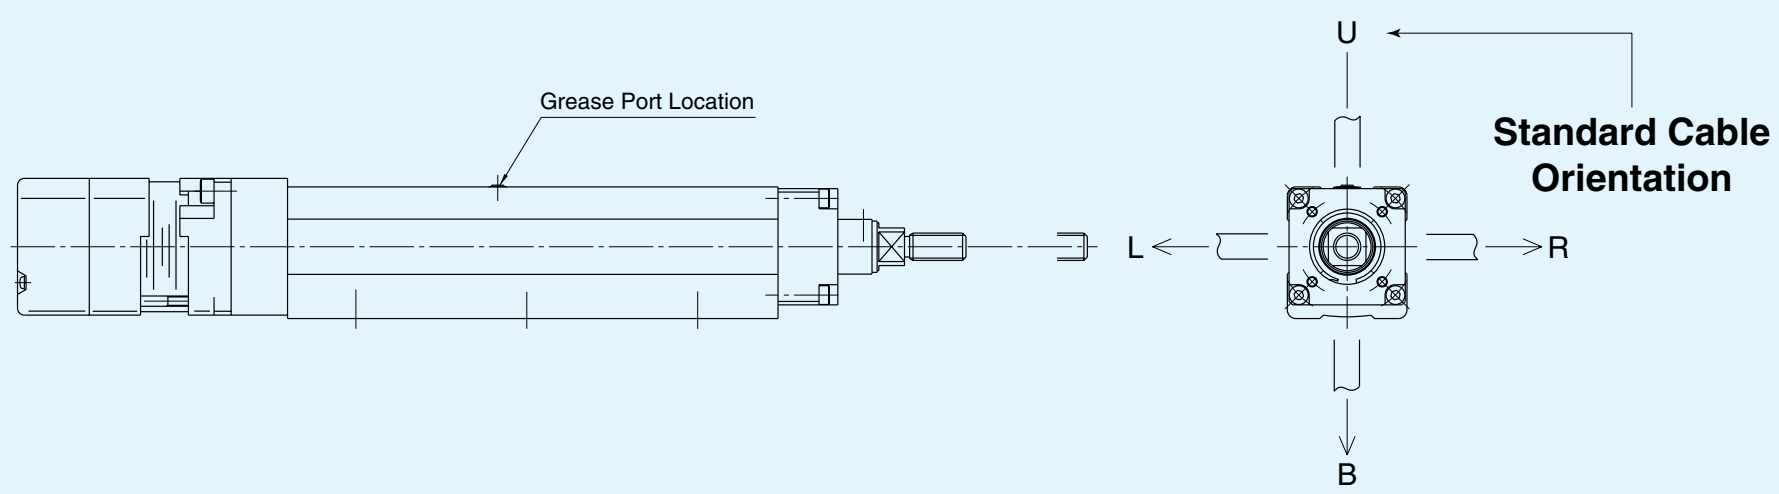 U
Grease Port Location
Standard Cable
Orientation
L
R
B